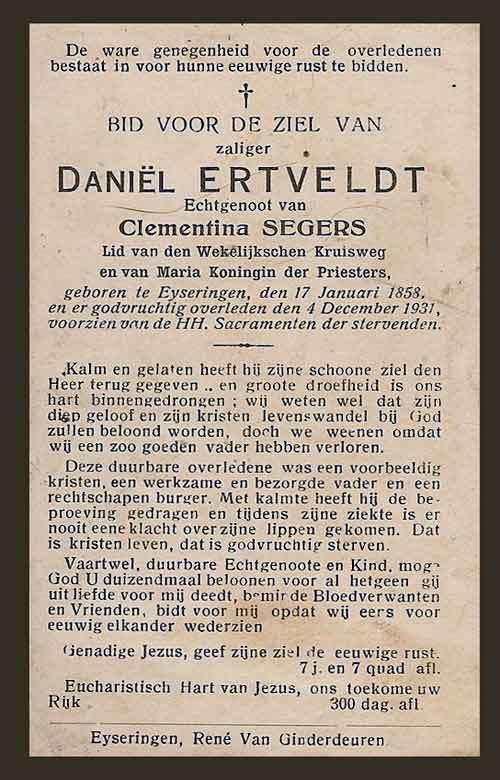 De ware genegenheid voor de overledenen
bestaat in voor hunne eeuwige rust te bidden.
†
BID VOOR DE ZIEL VAN
zaliger
DANIËL ERTVELDT
Echtgenoot van
Clementina SEGERS
Lid van den Wekelijkschen Kruisweg
en van Maria Koningin der Priesters,
geboren te Eyseringen, den 17 Januari 1858,
en er godvruchtig overleden den 4 December 1931,
voorzien van de HH. Sacramenten der stervenden.
Kalm en gelaten heeft hij zijne schoone ziel den
Heer terug gegeven .. en groote droefheid is ons
hart binnengedrongen ; wij weten wel dat zijn
diep geloof en zijn kristen levenswandel bij God
zullen beloond worden, doch we weenen omdat
wij een zoo goeden vader hebben verloren.
Deze duurbare overledene was een voorbeeldig
kristen, een werkzame en bezorgde vader en een
rechtschapen burger. Met kalmte heeft hij de be-
proeving gedragen en tijdens zijne ziekte is er
nooit eene klacht over zijne lippen gekomen. Dat
is kristen leven, dat is godvruchtig sterven.
Vaartwel, duurbare Echtgenoote en Kind, moge
God U duizendmaal beloonen voor al hetgeen gij
uit liefde voor mij deedt, beminde Bloedverwanten
en Vrienden, bidt voor mij opdat wij eens voor
eeuwig elkander wederzien
Genadige Jezus, geef zijne ziel de eeuwige rust.
7 j. en 7 quad afl.
Eucharistisch Hart van Jezus, ons toekome uw
Rijk 300 dag. afl
Eyseringen, René Van Ginderdeuren